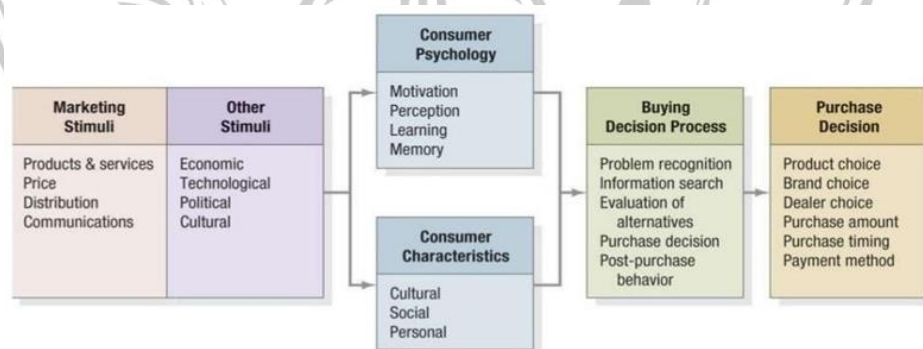 Marketing
Stimuli
Products & services
Price
Distribution
Communications
Other
Stimuli
Economic
Technological
Political
Cultural
Consumer
Psychology
Motivation
Perception
Learning
Memory
Consumer
Characteristics
Cultural
Social
Personal
Buying
Decision Process
Problem recognition
Information search
Evaluation of
alternatives
Purchase decision
Post-purchase
behavior
Purchase
Decision
Product choice
Brand choice
Dealer choice
Purchase amount
Purchase timing
Payment method